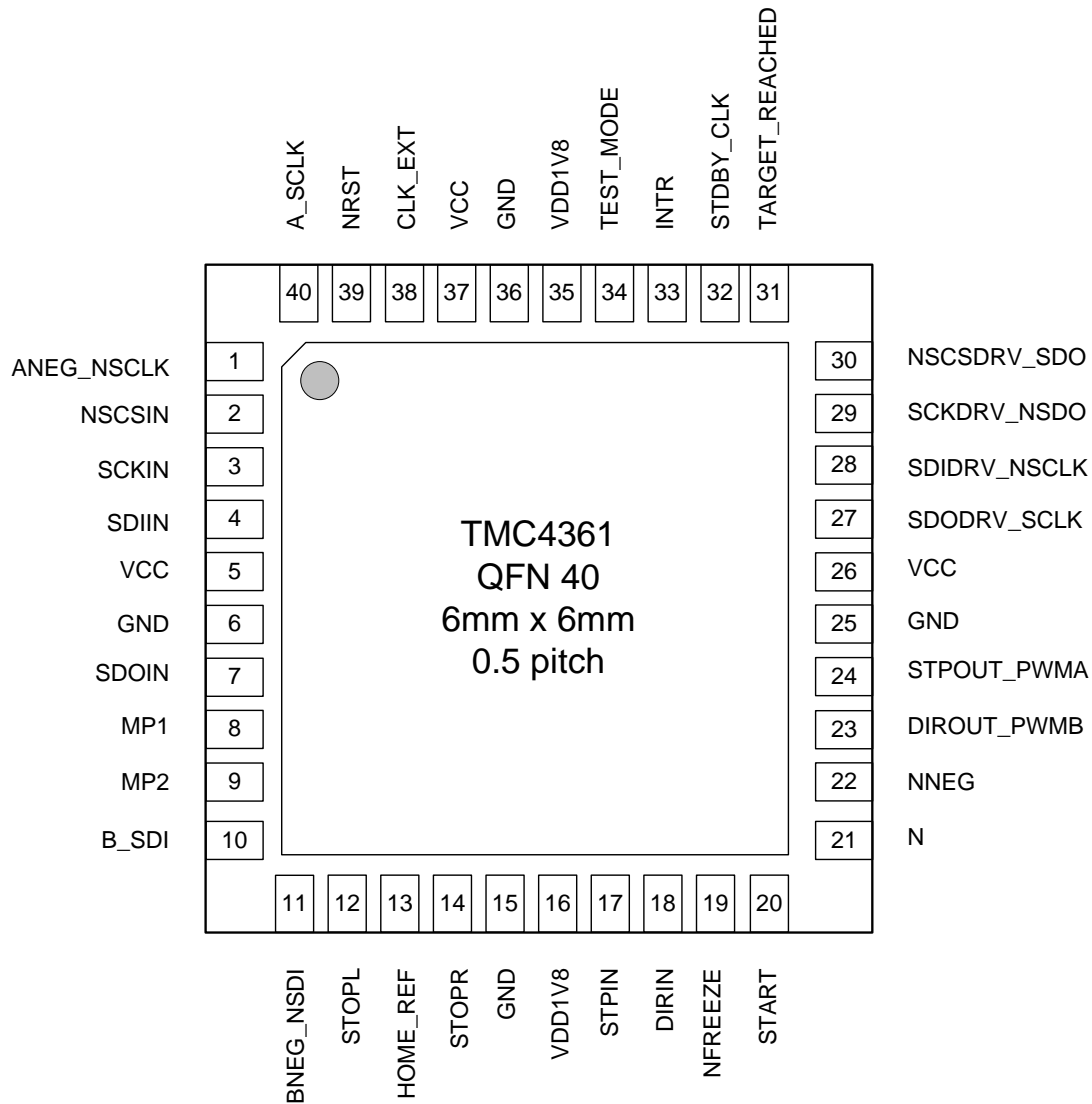 A_SCLK
NRST
CLK_EXT
VCC
GND
VDD1V8
TEST_MODE
INTR
STDBY_CLK
TARGET_REACHED
40
39
38
37
36
35
34
33
32
31
ANEG_NSCLK
1
NSCSIN
2
SCKIN
3
SDIIN
4
VCC
5
GND
6
SDOIN
7
MP1
8
MP2
9
B_SDI
10
TMC4361
QFN 40
6mm x 6mm
0.5 pitch
30
NSCSDRV_SDO
29
SCKDRV_NSDO
28
SDIDRV_NSCLK
27
SDODRV_SCLK
26
VCC
25
GND
24
STPOUT_PWMA
23
DIROUT_PWMB
22
NNEG
21
N
11
12
13
14
15
16
17
18
19
20
BNEG_NSDI
STOPL
HOME_REF
STOPR
GND
VDD1V8
STPIN
DIRIN
NFREEZE
START